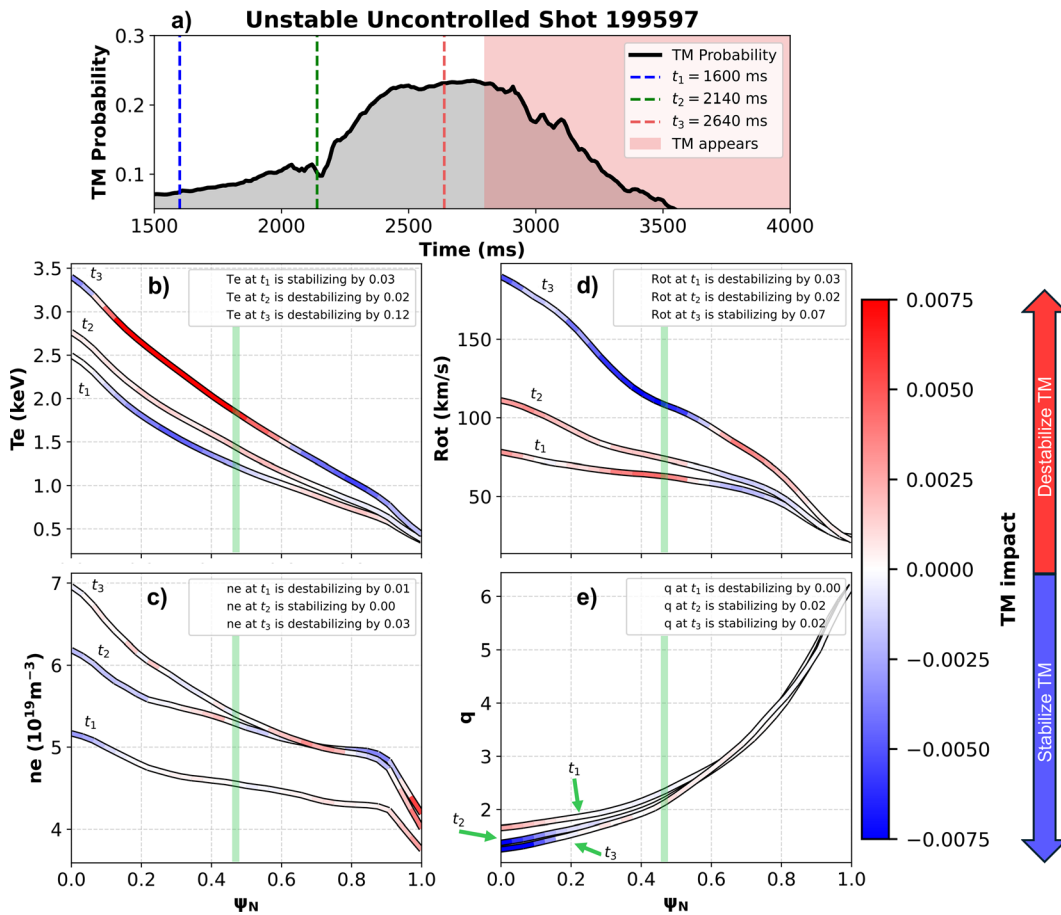 Unstable Uncontrolled Shot 199597
a)
TM Probability
0.3
0.2
0.1
TM Probability
t₁ = 1600 ms
t₂ = 2140 ms
t₃ = 2640 ms
TM appears
1500
2000
2500
3000
3500
4000
Time (ms)
b)
Te (keV)
3.5
3.0
2.5
2.0
1.5
1.0
0.5
t₃
t₂
t₁
Te at t₁ is stabilizing by 0.03
Te at t₂ is destabilizing by 0.02
Te at t₃ is destabilizing by 0.12
d)
Rot (km/s)
150
100
50
t₃
t₂
t₁
Rot at t₁ is destabilizing by 0.03
Rot at t₂ is destabilizing by 0.02
Rot at t₃ is stabilizing by 0.07
c)
ne (10¹⁹m⁻³)
7
6
5
4
t₃
t₂
t₁
ne at t₁ is destabilizing by 0.01
ne at t₂ is stabilizing by 0.00
ne at t₃ is destabilizing by 0.03
0.0
0.2
0.4
0.6
0.8
1.0
ψN
e)
q
6
5
4
3
2
1
t₁
t₂
t₃
q at t₁ is destabilizing by 0.00
q at t₂ is stabilizing by 0.02
q at t₃ is stabilizing by 0.02
0.0
0.2
0.4
0.6
0.8
1.0
ψN
0.0075
0.0050
0.0025
0.0000
−0.0025
−0.0050
−0.0075
TM impact
Destabilize TM
Stabilize TM